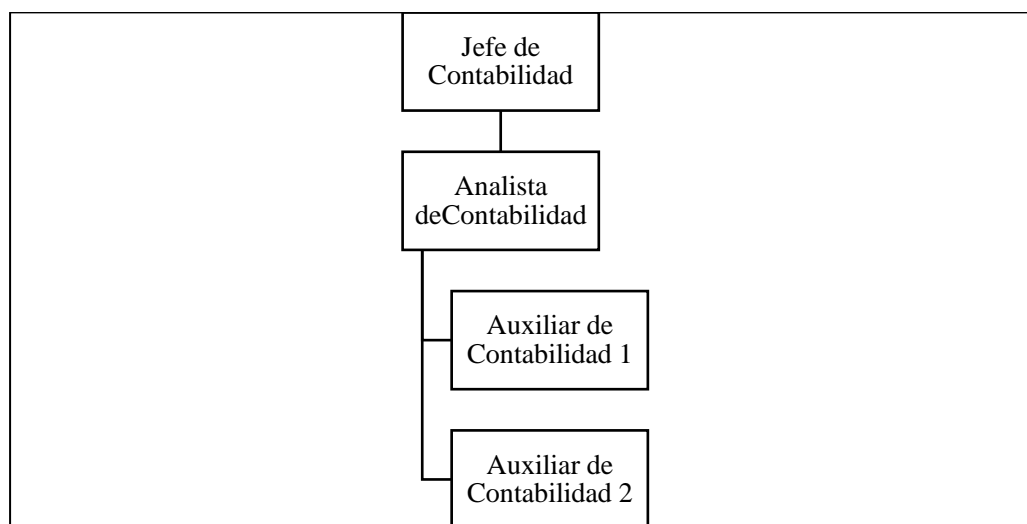 Jefe de
Contabilidad
Analista
deContabilidad
Auxiliar de
Contabilidad 1
Auxiliar de
Contabilidad 2